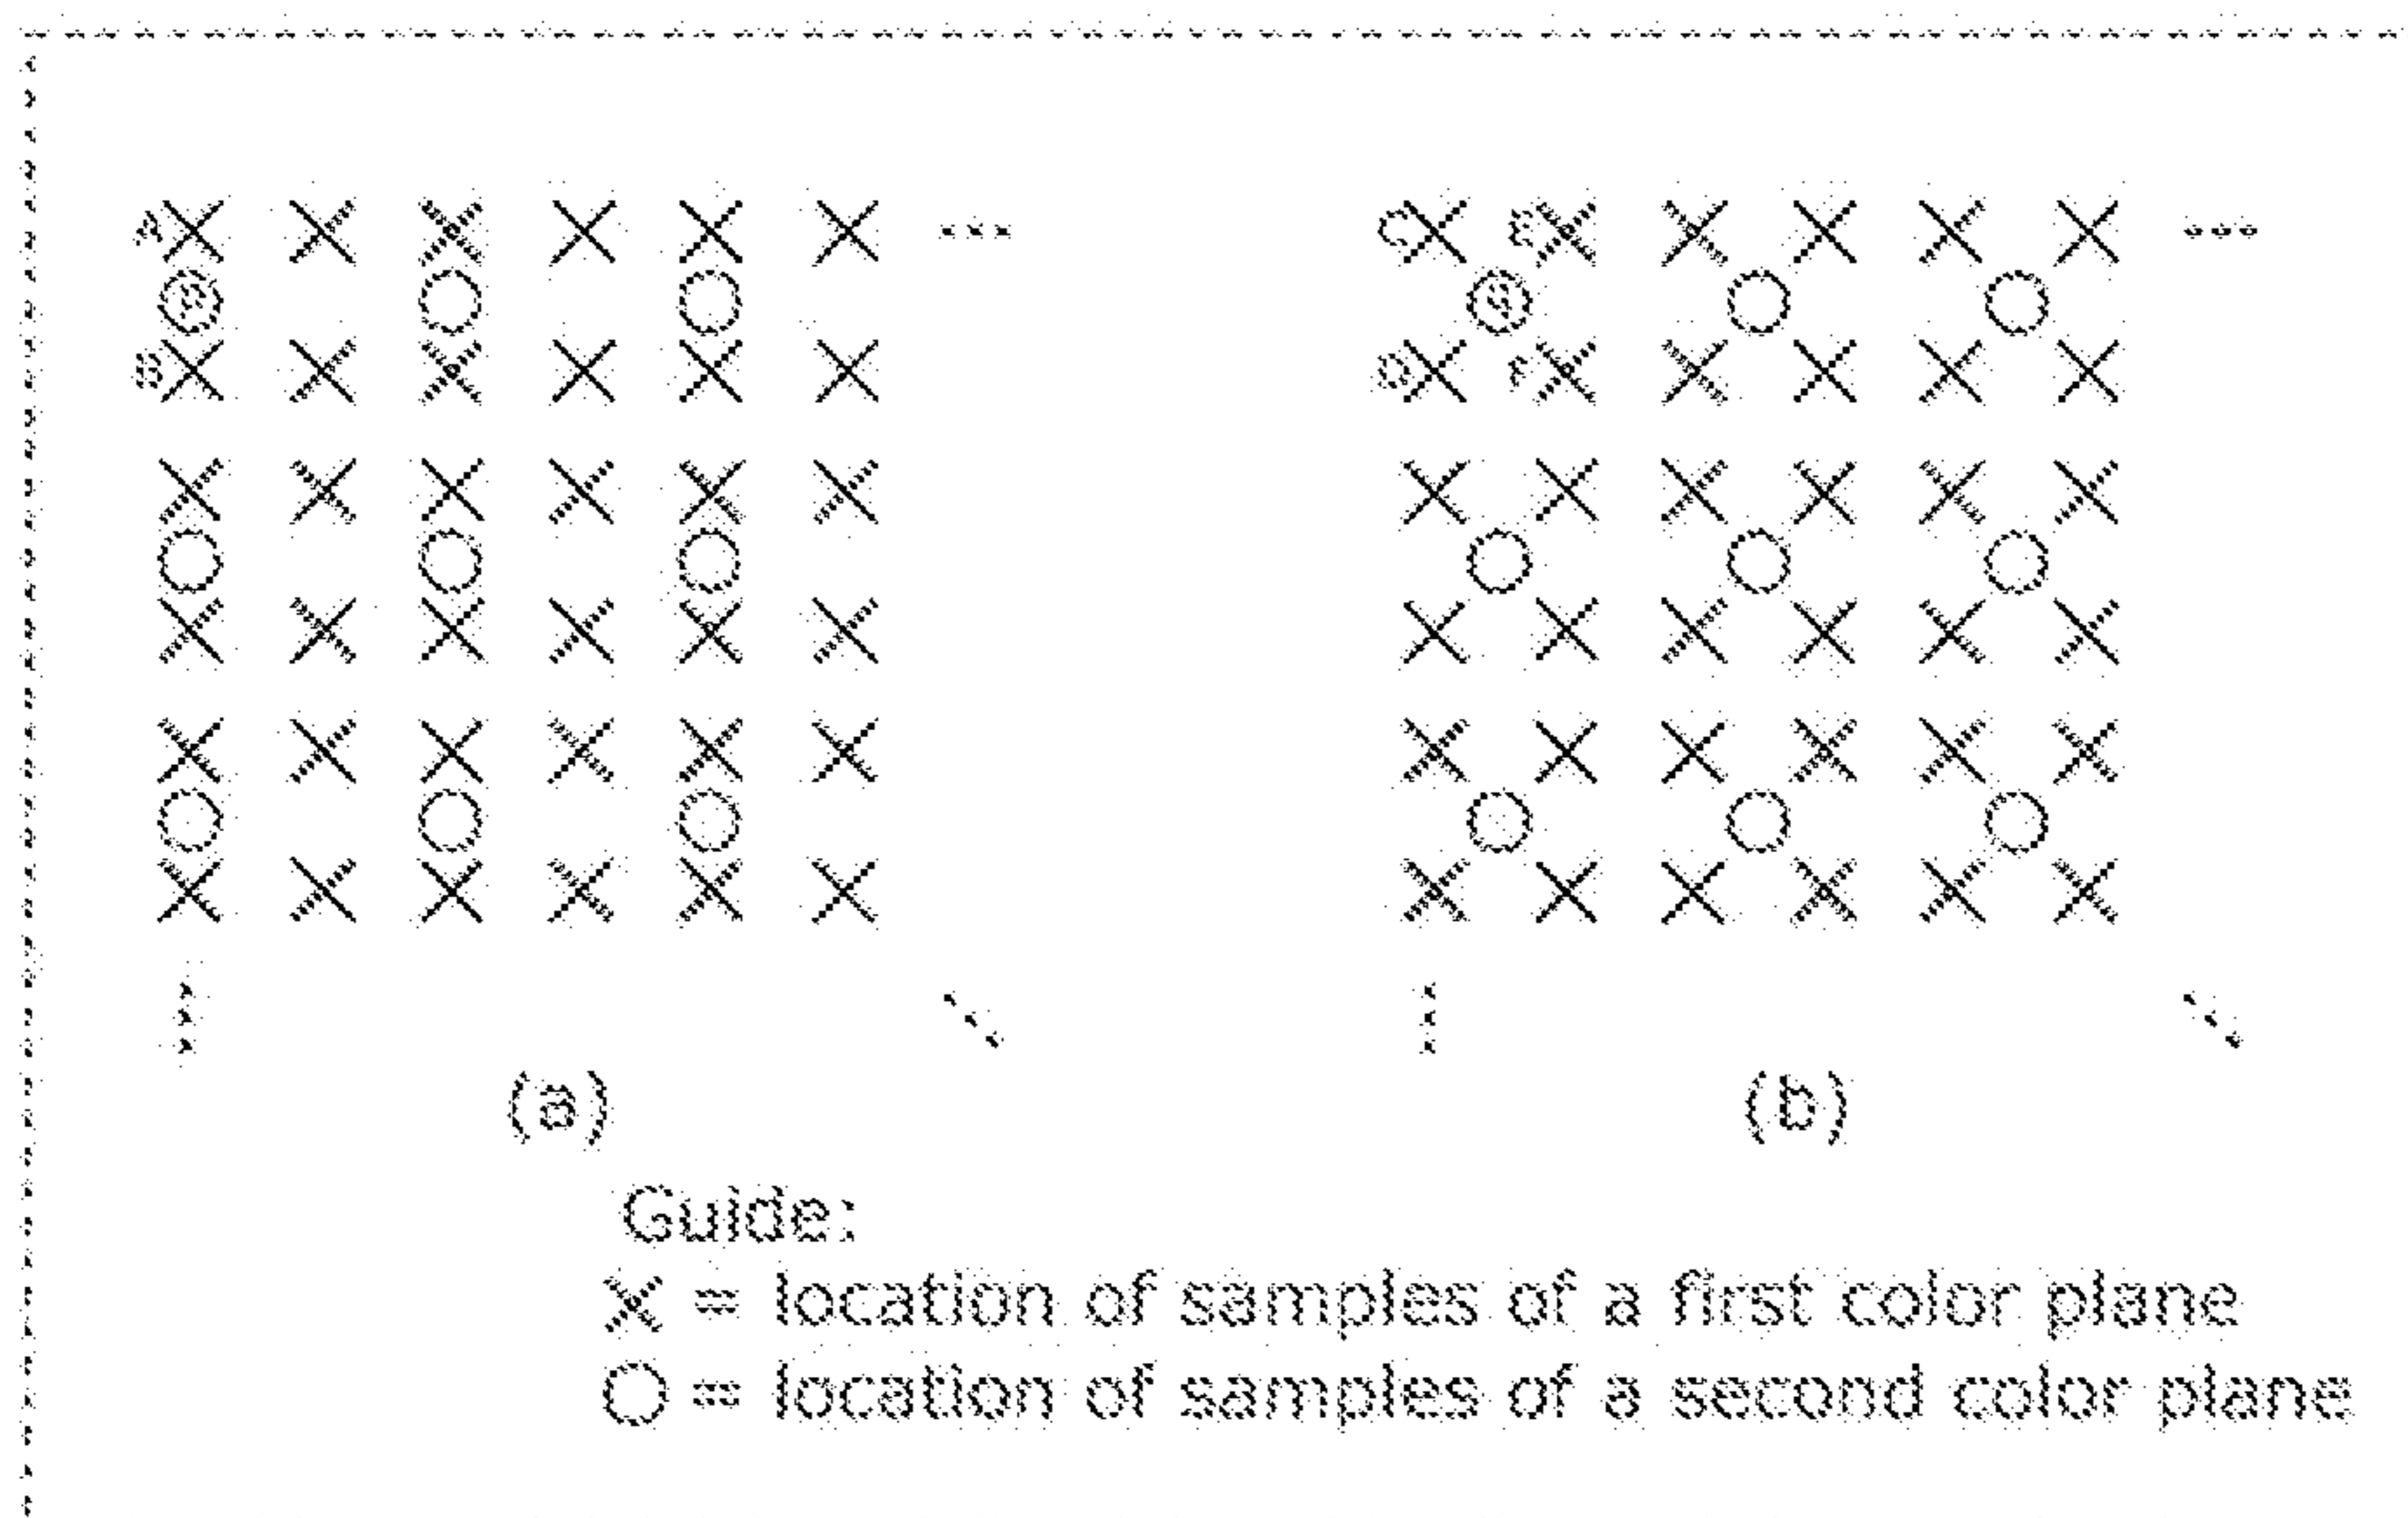 ...
(a) (b)
Guide:
X = location of samples of a first color plane
O = location of samples of a second color plane